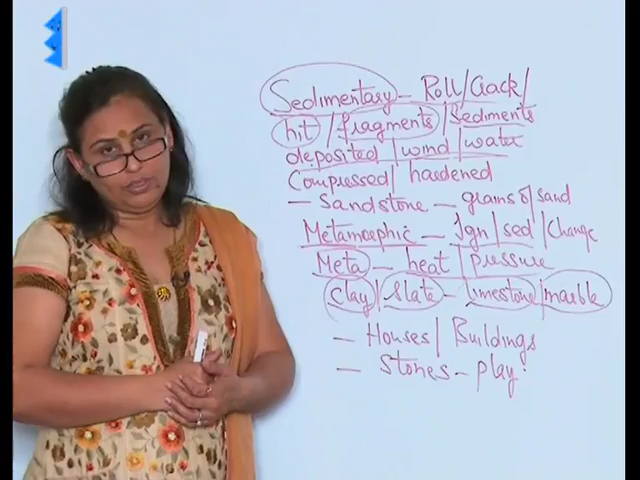 Sedimentary - Roll/Crack/
hit/fragments/sediments
deposited/wind/water
Compressed/hardened
- Sandstone - grains of sand
Metamorphic - Ign/sed/Change
Meta - heat/pressure
clay/slate - limestone/marble
- Houses/Buildings
- Stones - play